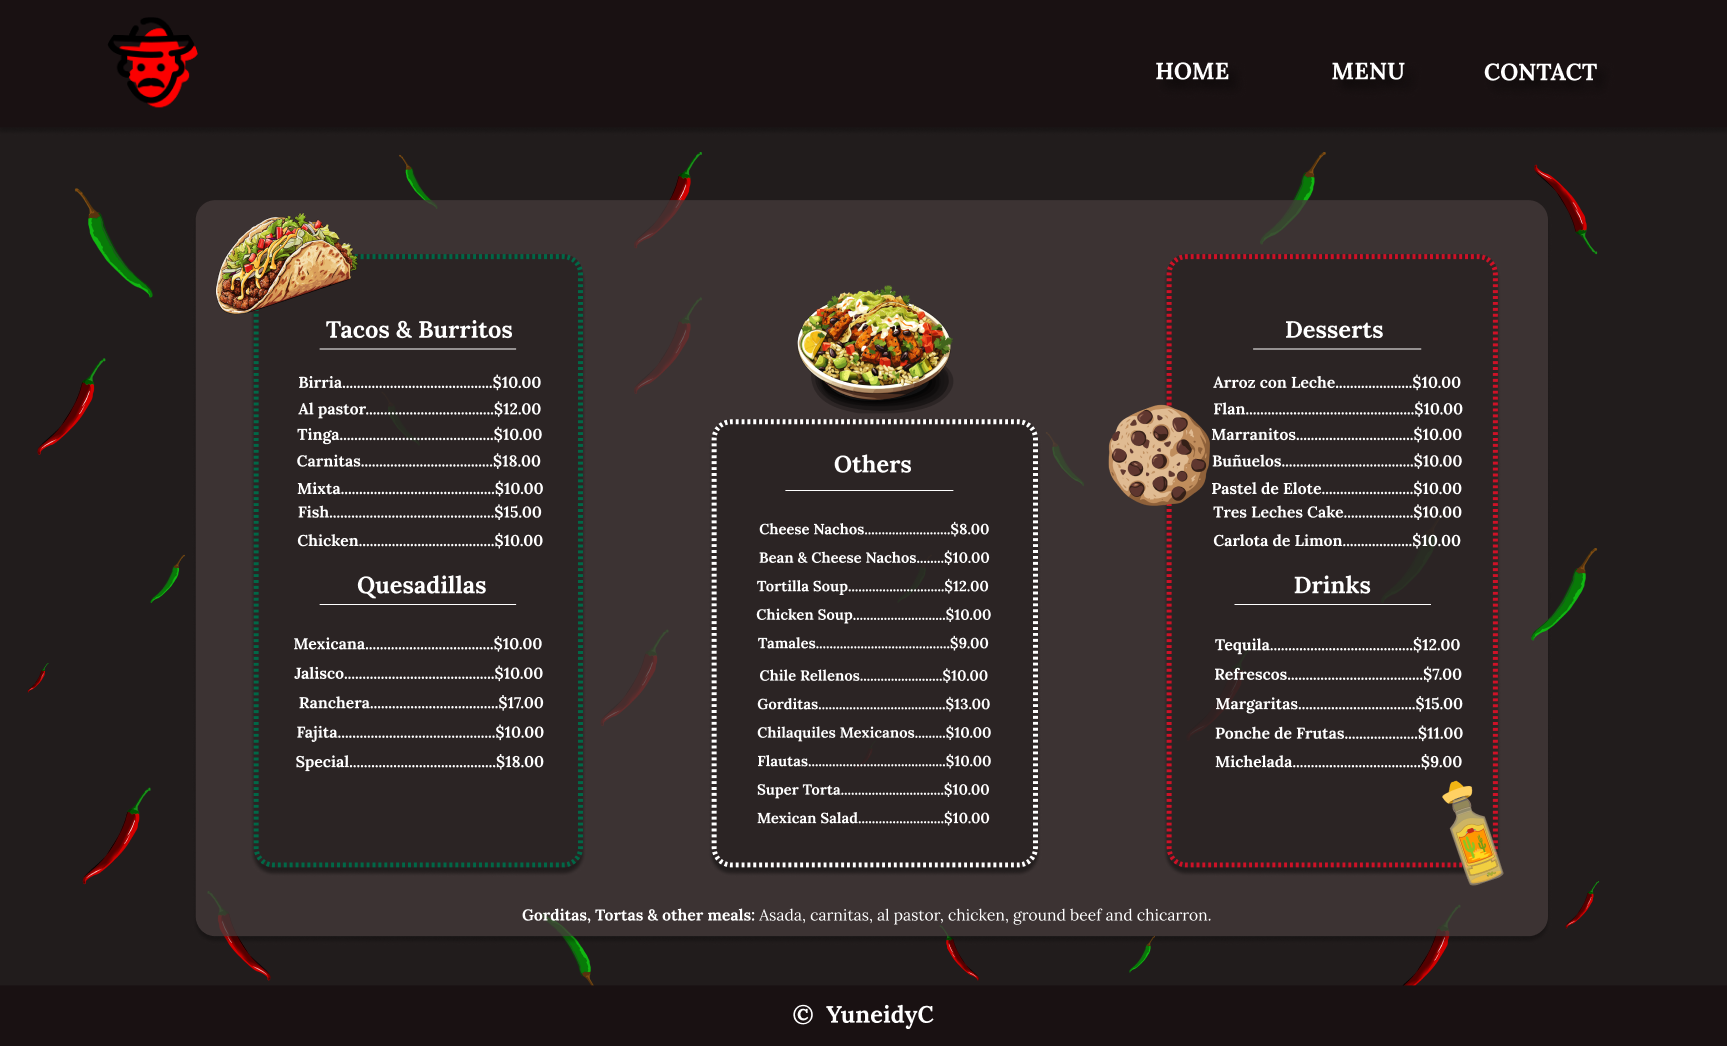 HOME MENU CONTACT
Tacos & Burritos
Birria.........................................$10.00
Al pastor...................................$12.00
Tinga..........................................$10.00
Carnitas....................................$18.00
Mixta..........................................$10.00
Fish.............................................$15.00
Chicken.....................................$10.00
Quesadillas
Mexicana...................................$10.00
Jalisco.........................................$10.00
Ranchera...................................$17.00
Fajita...........................................$10.00
Special........................................$18.00
Others
Cheese Nachos.........................$8.00
Bean & Cheese Nachos........$10.00
Tortilla Soup............................$12.00
Chicken Soup...........................$10.00
Tamales.......................................$9.00
Chile Rellenos........................$10.00
Gorditas.....................................$13.00
Chilaquiles Mexicanos.........$10.00
Flautas........................................$10.00
Super Torta..............................$10.00
Mexican Salad.........................$10.00
Desserts
Arroz con Leche.....................$10.00
Flan..............................................$10.00
Marranitos................................$10.00
Buñuelos....................................$10.00
Pastel de Elote.........................$10.00
Tres Leches Cake...................$10.00
Carlota de Limon...................$10.00
Drinks
Tequila.......................................$12.00
Refrescos.....................................$7.00
Margaritas................................$15.00
Ponche de Frutas....................$11.00
Michelada...................................$9.00
Gorditas, Tortas & other meals: Asada, carnitas, al pastor, chicken, ground beef and chicarron.
© YuneidyC